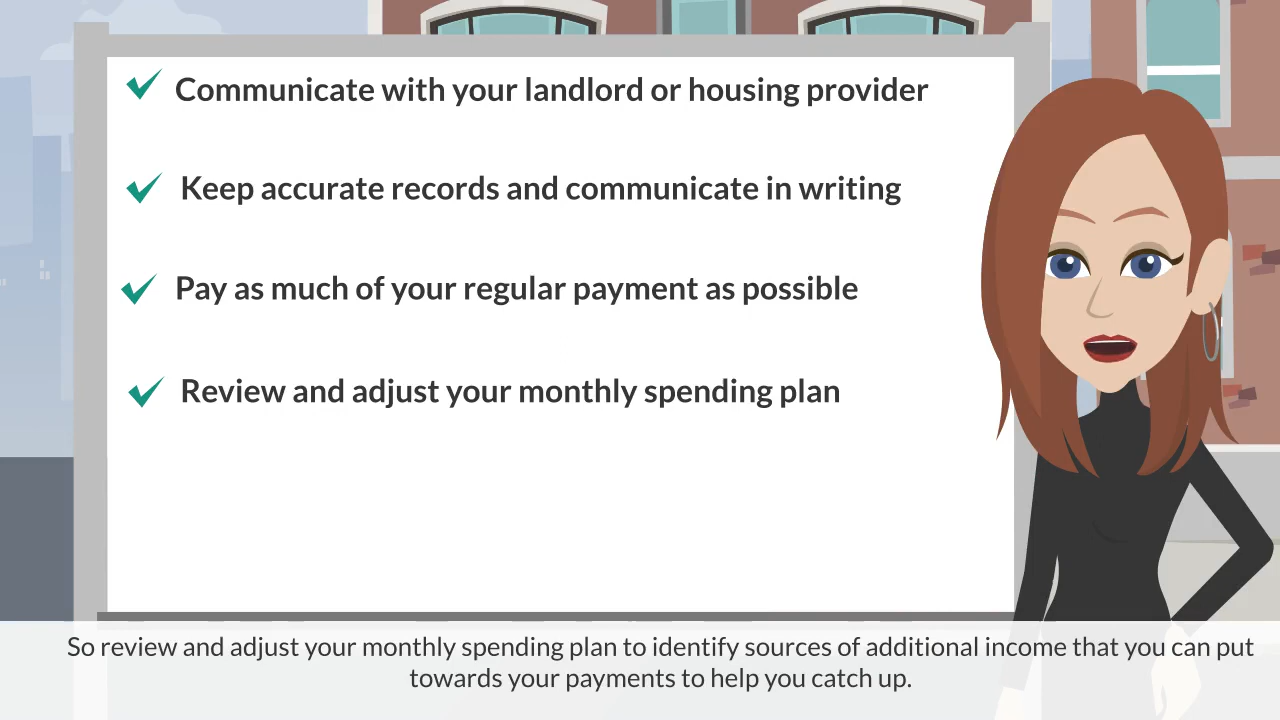 Communicate with your landlord or housing provider
Keep accurate records and communicate in writing
Pay as much of your regular payment as possible
Review and adjust your monthly spending plan
So review and adjust your monthly spending plan to identify sources of additional income that you can put
towards your payments to help you catch up.